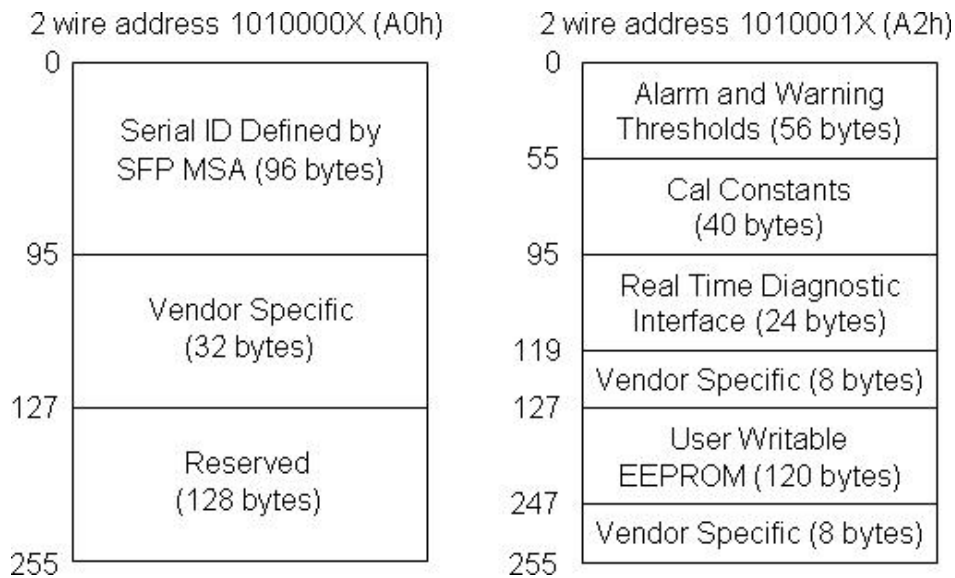 2 wire address 1010000X (A0h)
0
Serial ID Defined by
SFP MSA (96 bytes)
95
Vendor Specific
(32 bytes)
127
Reserved
(128 bytes)
255
2 wire address 1010001X (A2h)
0
Alarm and Warning
Thresholds (56 bytes)
55
Cal Constants
(40 bytes)
95
Real Time Diagnostic
Interface (24 bytes)
119
Vendor Specific (8 bytes)
127
User Writable
EEPROM (120 bytes)
247
Vendor Specific (8 bytes)
255